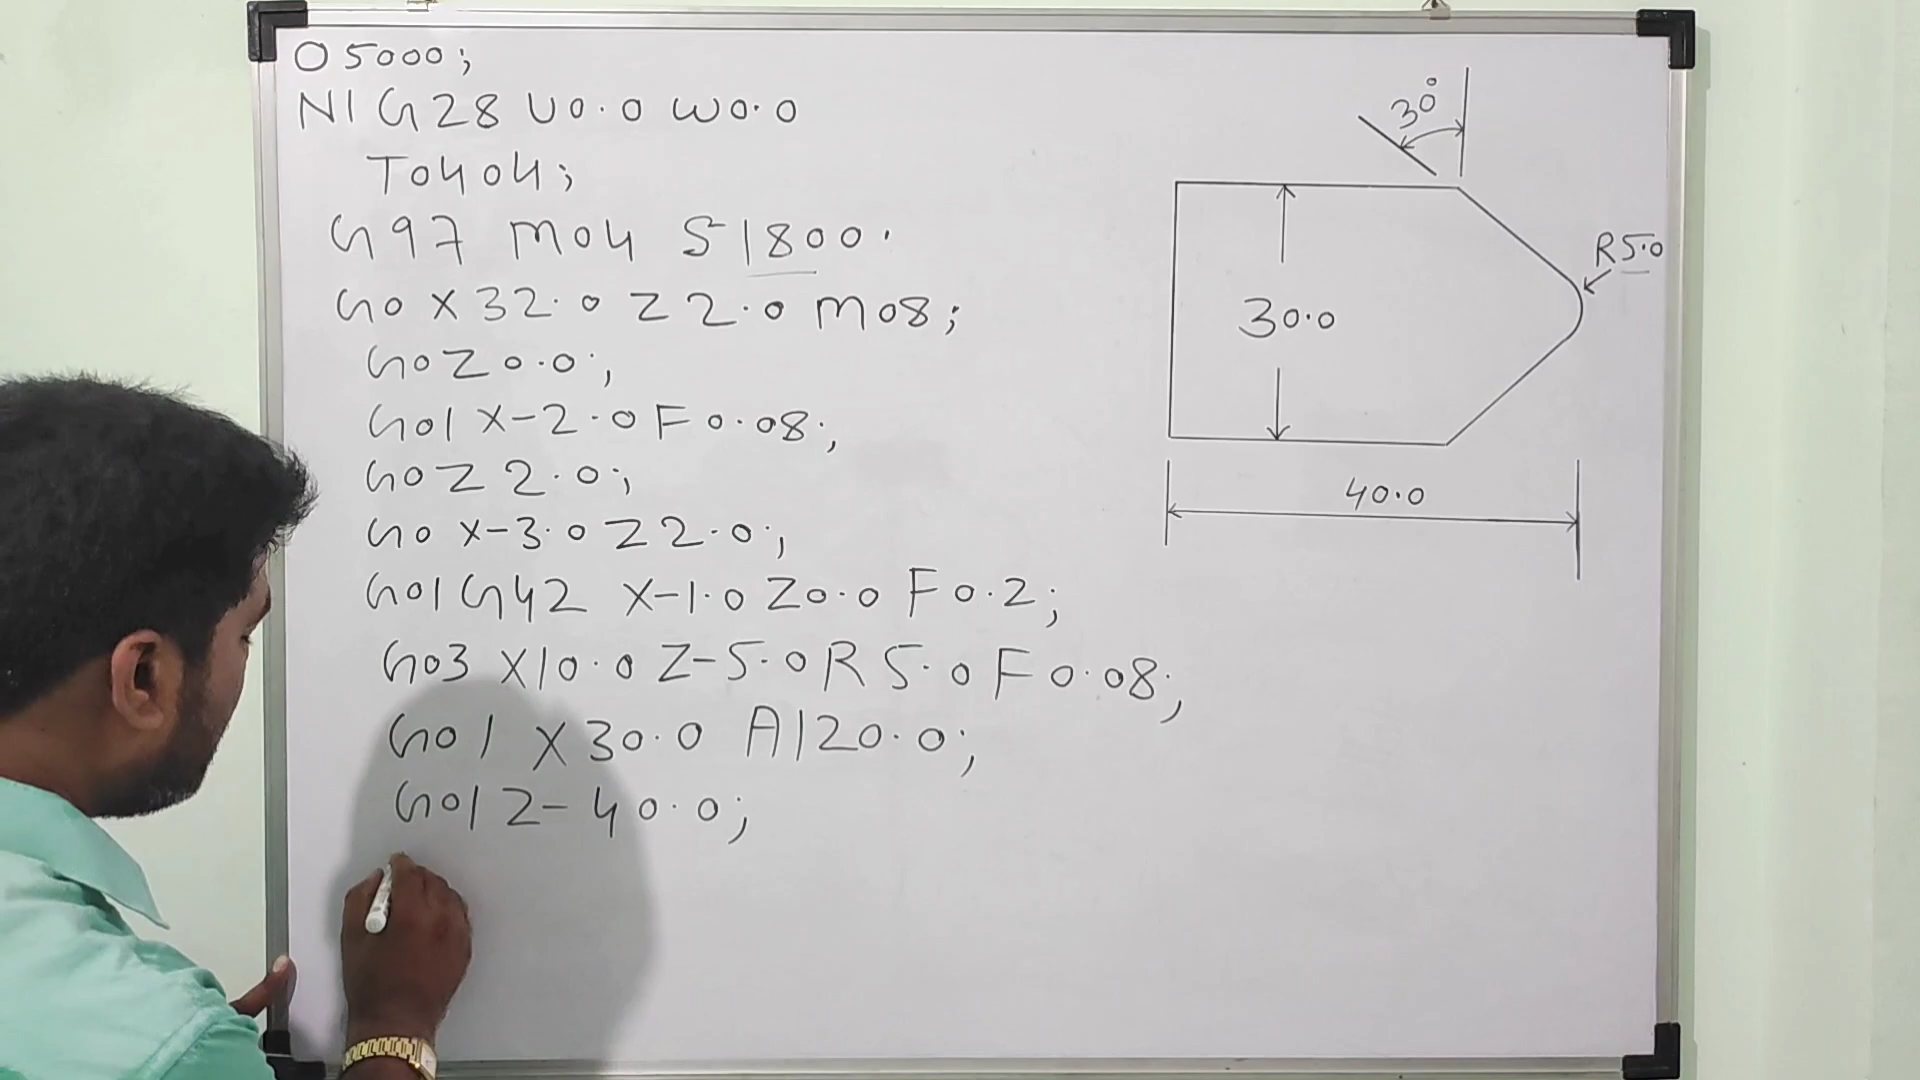 O5000;
N1 G28 U0.0 W0.0
T0404;
G97 M04 S1800.
G0 X32.0 Z2.0 M08;
G0 Z0.0;
G01 X-2.0 F0.08;
G0 Z2.0;
G0 X-3.0 Z2.0;
G01 G42 X-1.0 Z0.0 F0.2;
G03 X10.0 Z-5.0 R5.0 F0.08;
G01 X30.0 A120.0;
G01 Z-40.0;
30°
R5.0
30.0
40.0